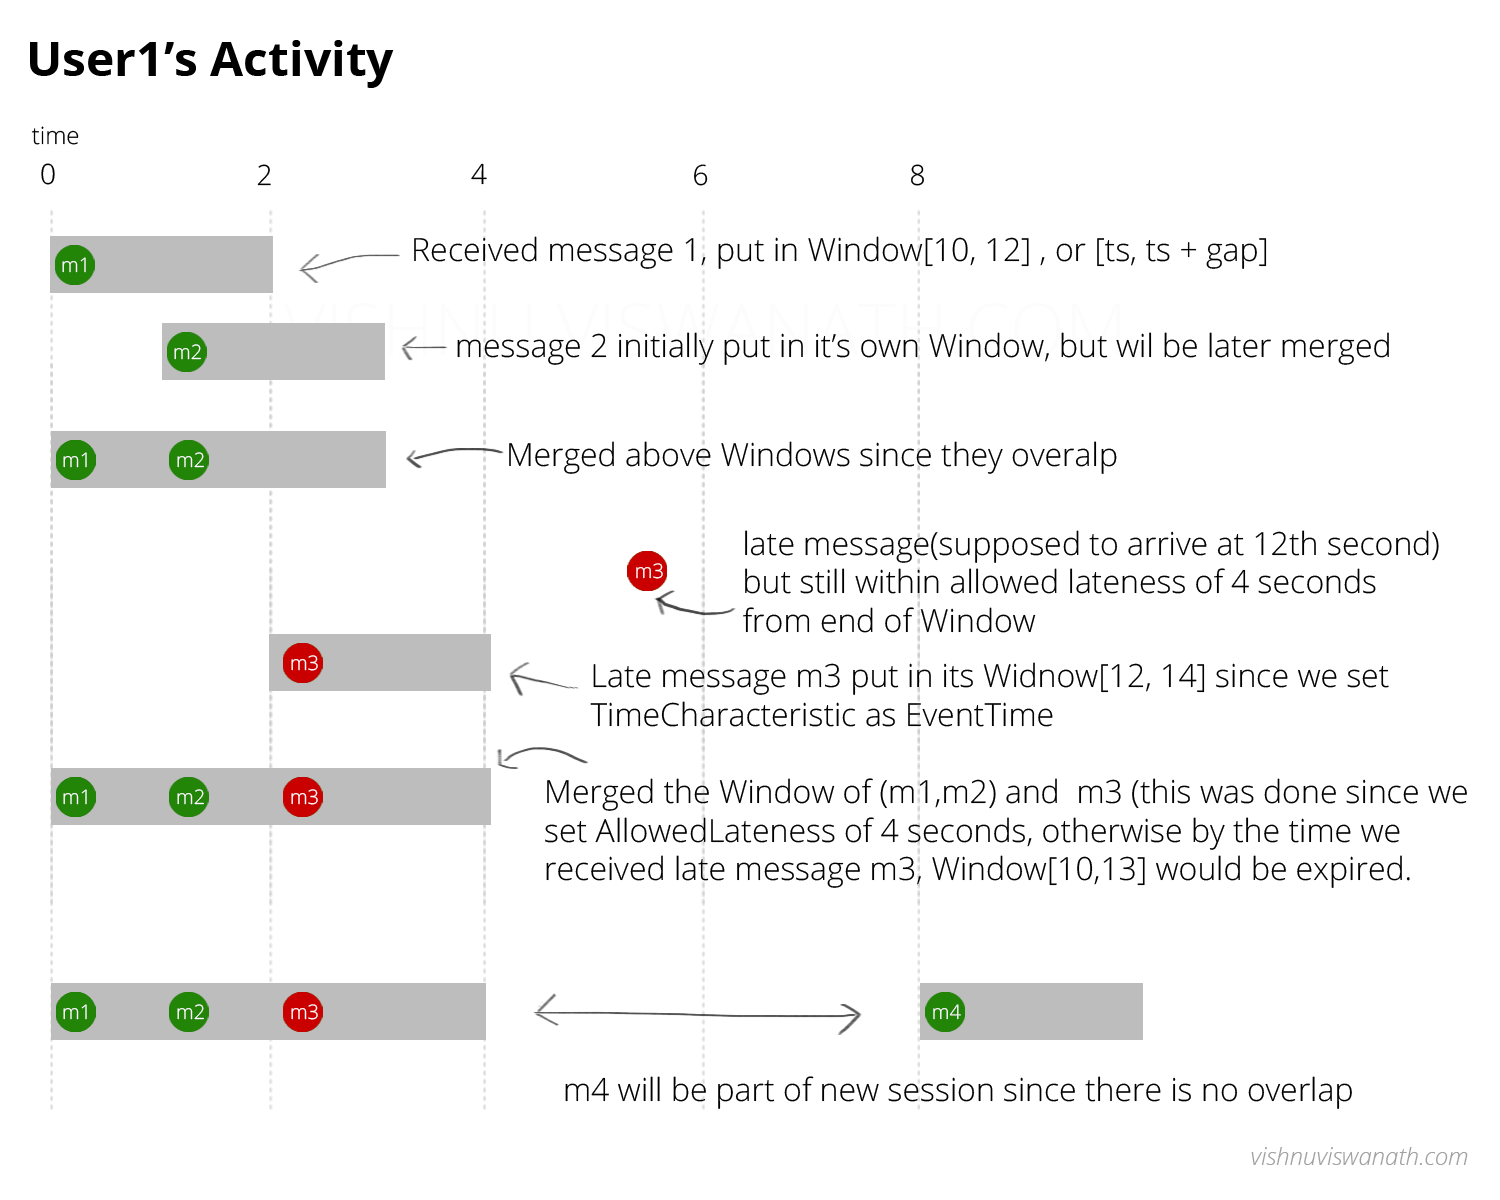 User1’s Activity
time
0 2 4 6 8
m1
Received message 1, put in Window[10, 12] , or [ts, ts + gap]
VISHNUVISWANATH.COM
m2
message 2 initially put in it’s own Window, but wil be later merged
m1 m2
Merged above Windows since they overalp
m3
late message(supposed to arrive at 12th second)
but still within allowed lateness of 4 seconds
from end of Window
m3
Late message m3 put in its Widnow[12, 14] since we set
TimeCharacteristic as EventTime
m1 m2 m3
Merged the Window of (m1,m2) and m3 (this was done since we
set AllowedLateness of 4 seconds, otherwise by the time we
received late message m3, Window[10,13] would be expired.
m1 m2 m3 m4
m4 will be part of new session since there is no overlap
vishnuviswanath.com